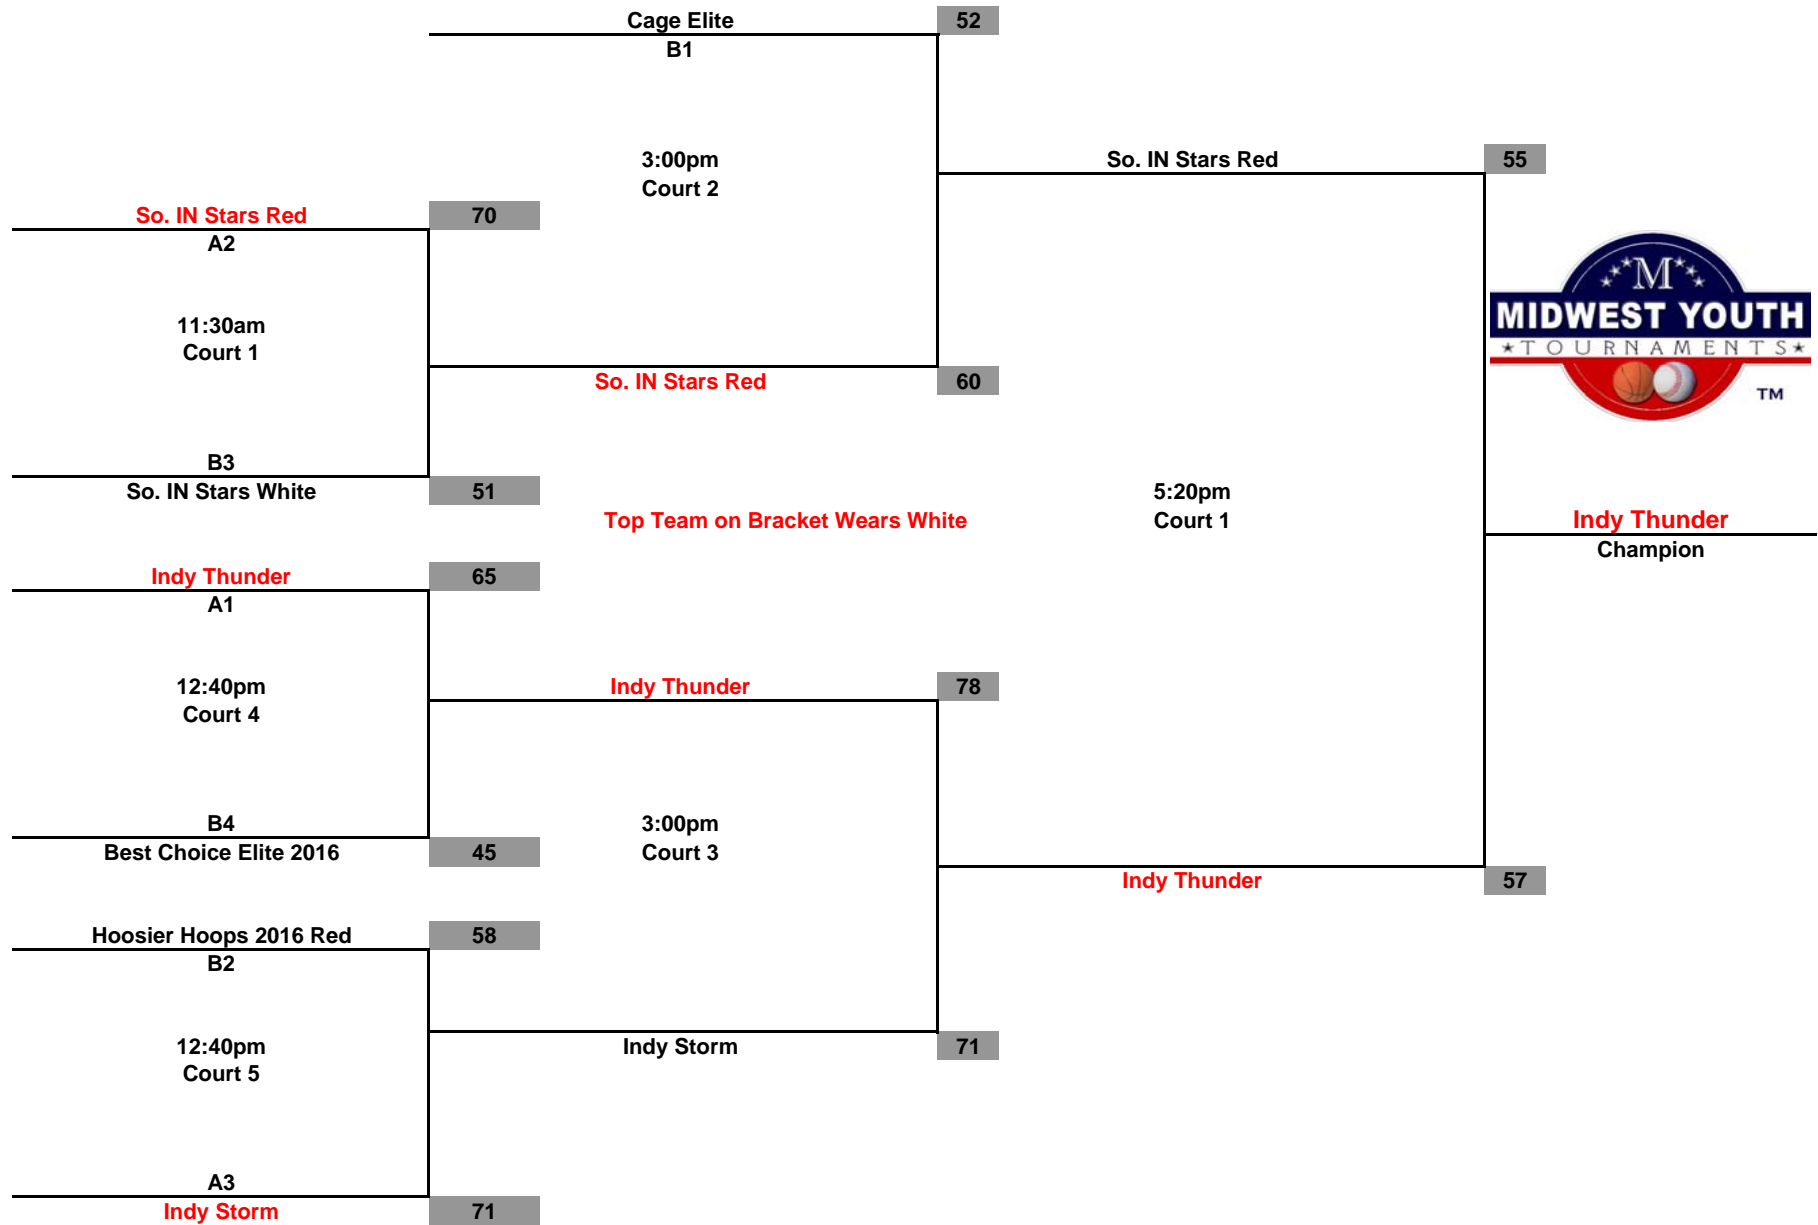 Cage Elite 52
B1
3:00pm
Court 2
So. IN Stars Red 55
So. IN Stars Red 70
A2
11:30am
Court 1
So. IN Stars Red 60
B3
So. IN Stars White 51
Top Team on Bracket Wears White
5:20pm
Court 1
M
MIDWEST YOUTH
TOURNAMENTS
TM
Indy Thunder
Champion
Indy Thunder 65
A1
12:40pm
Court 4
Indy Thunder 78
B4
Best Choice Elite 2016 45
3:00pm
Court 3
Indy Thunder 57
Hoosier Hoops 2016 Red 58
B2
12:40pm
Court 5
Indy Storm 71
A3
Indy Storm 71